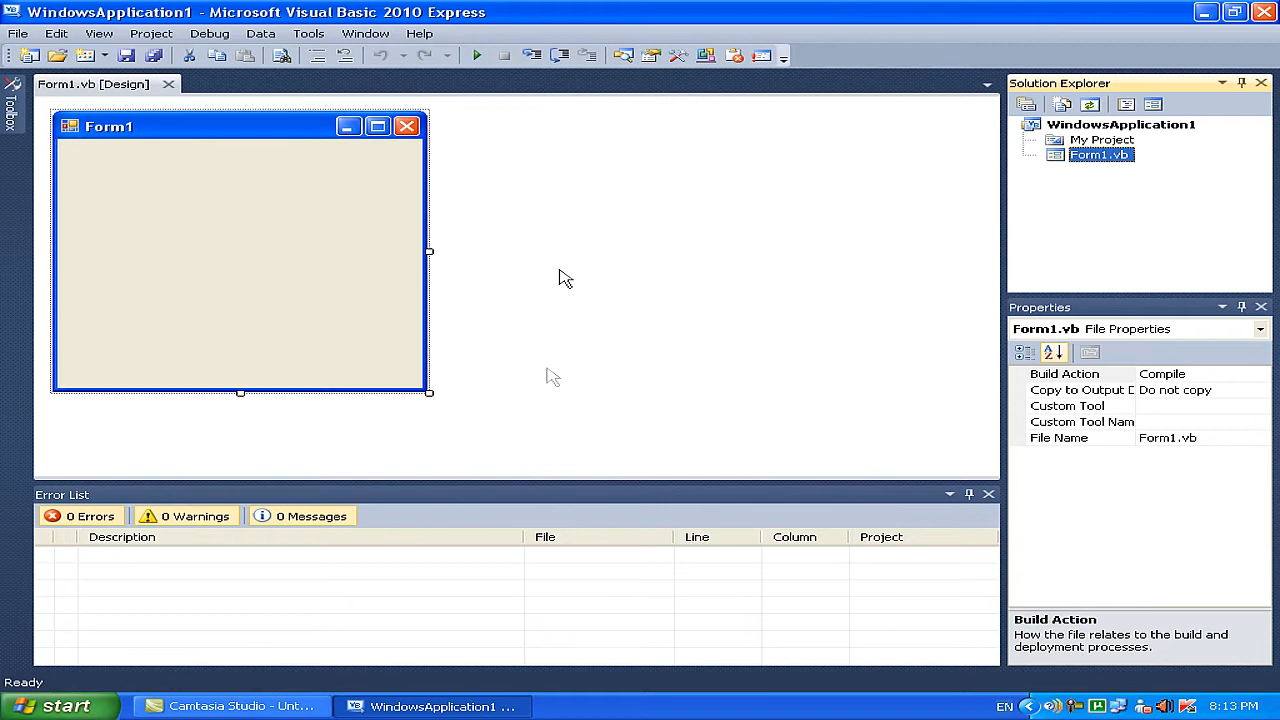 WindowsApplication1 - Microsoft Visual Basic 2010 Express
File Edit View Project Debug Data Tools Window Help
Toolbox
Form1.vb [Design]
Form1
Solution Explorer
WindowsApplication1
My Project
Form1.vb
Properties
Form1.vb File Properties
Build Action Compile
Copy to Output D Do not copy
Custom Tool
Custom Tool Nam
File Name Form1.vb
Build Action
How the file relates to the build and
deployment processes.
Error List
0 Errors 0 Warnings 0 Messages
Description File Line Column Project
Ready
start Camtasia Studio - Unt... WindowsApplication1 ... EN 8:13 PM